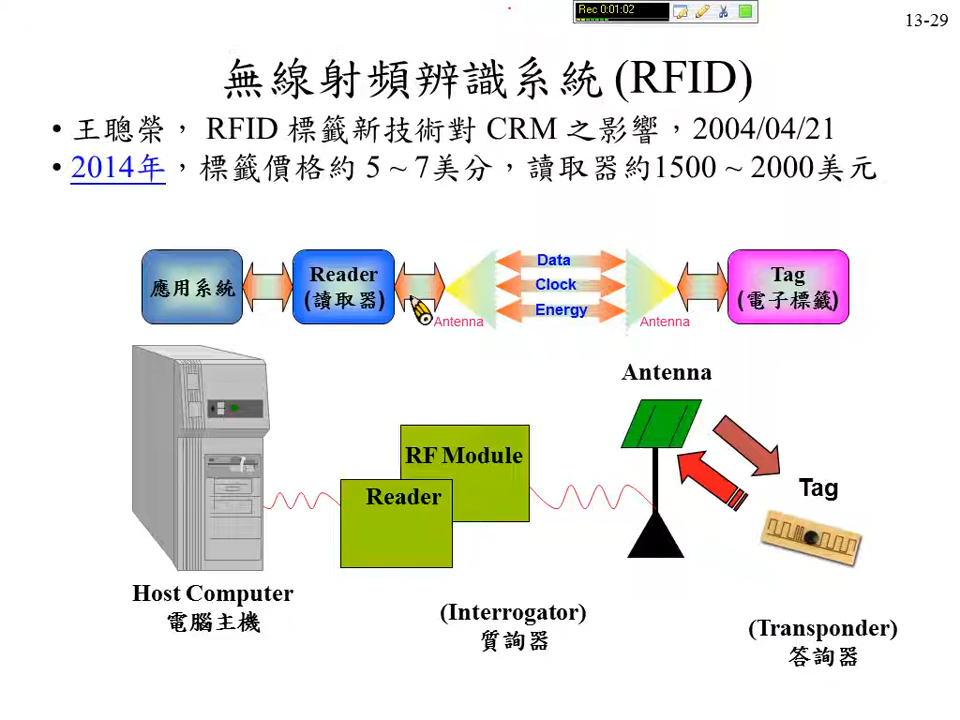 Rec 0:01:02
13-29
無線射頻辨識系統 (RFID)
• 王聰榮， RFID 標籤新技術對 CRM 之影響，2004/04/21
• 2014年，標籤價格約 5 ~ 7美分，讀取器約1500 ~ 2000美元
應用系統
Reader
(讀取器)
Antenna
Data
Clock
Energy
Antenna
Tag
(電子標籤)
Antenna
RF Module
Reader
Tag
Host Computer
電腦主機
(Interrogator)
質詢器
(Transponder)
答詢器